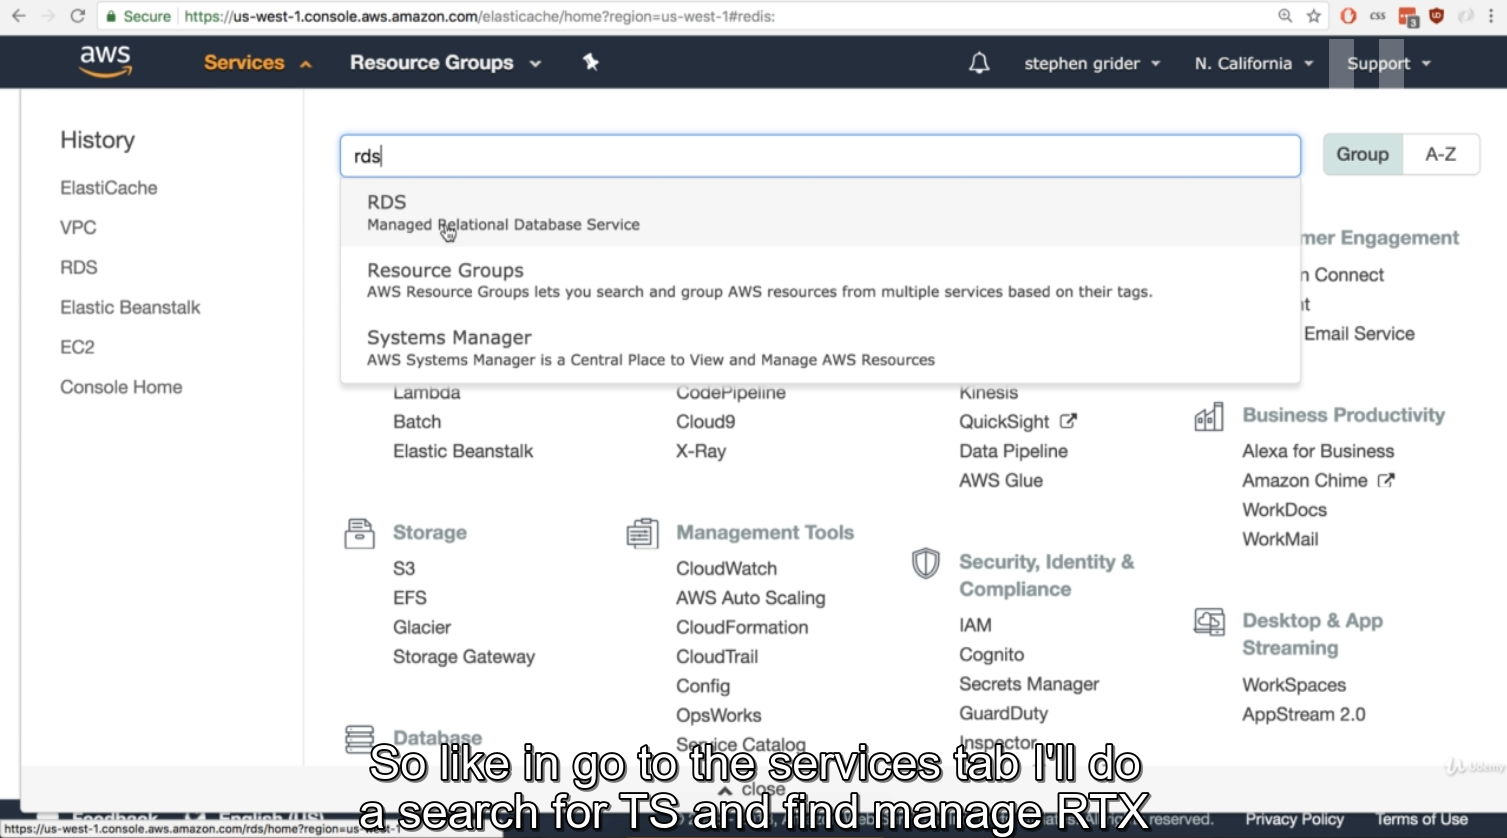 Secure
https://us-west-1.console.aws.amazon.com/elasticache/home?region=us-west-1#redis:
CSS
3
aws
Services
Resource Groups
stephen grider
N. California
Support
History
ElastiCache
VPC
RDS
Elastic Beanstalk
EC2
Console Home
rds
Group
A-Z
RDS
Managed Relational Database Service
Resource Groups
AWS Resource Groups lets you search and group AWS resources from multiple services based on their tags.
Systems Manager
AWS Systems Manager is a Central Place to View and Manage AWS Resources
Lambda
Batch
Elastic Beanstalk
Storage
S3
EFS
Glacier
Storage Gateway
Database
CodePipeline
Cloud9
X-Ray
Management Tools
CloudWatch
AWS Auto Scaling
CloudFormation
CloudTrail
Config
OpsWorks
Service Catalog
Kinesis
QuickSight
Data Pipeline
AWS Glue
Security, Identity &
Compliance
IAM
Cognito
Secrets Manager
GuardDuty
Inspector
mer Engagement
n Connect
nt
Email Service
Business Productivity
Alexa for Business
Amazon Chime
WorkDocs
WorkMail
Desktop & App
Streaming
WorkSpaces
AppStream 2.0
Udemy
close
So like in go to the services tab I'll do
a search for TS and find manage RTX
Feedback
English (US)
reserved.
Privacy Policy
Terms of Use
https://us-west-1.console.aws.amazon.com/rds/home?region=us-west-1